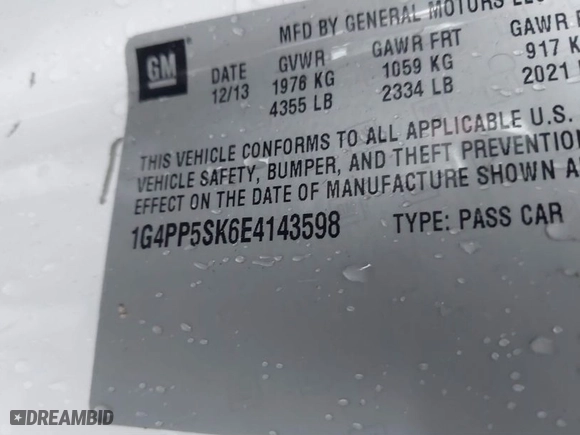 MFD BY GENERAL MOTORS LLC
GM
DATE GVWR GAWR FRT GAWR
12/13 1976 KG 1059 KG 917 K
4355 LB 2334 LB 2021
THIS VEHICLE CONFORMS TO ALL APPLICABLE U.S.
VEHICLE SAFETY, BUMPER, AND THEFT PREVENTION
EFFECT ON THE DATE OF MANUFACTURE SHOWN A
1G4PP5SK6E4143598 TYPE: PASS CAR
DREAMBID